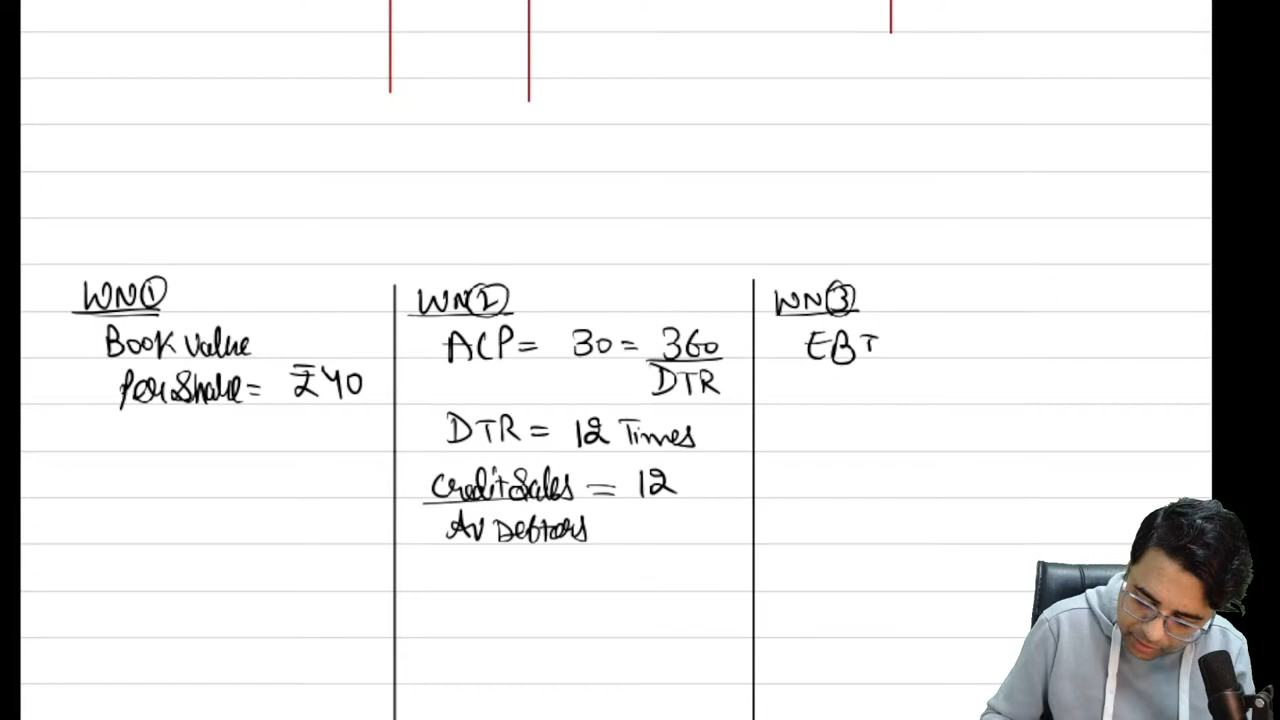 WN①
Book Value
Per Share = ₹40
WN②
ACP = 30 = 360
DTR
DTR = 12 Times
Credit Sales = 12
Av Debtors
WN③
EBT